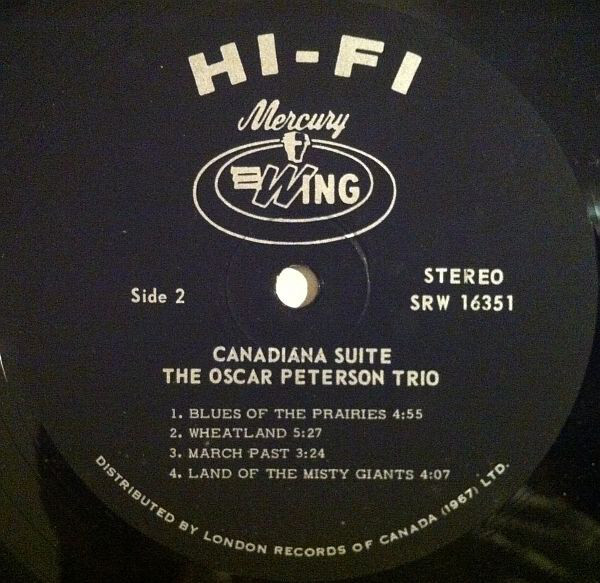 HI-FI
Mercury
WING
Side 2
STEREO
SRW 16351
CANADIANA SUITE
THE OSCAR PETERSON TRIO
1. BLUES OF THE PRAIRIES 4:55
2. WHEATLAND 5:27
3. MARCH PAST 3:24
4. LAND OF THE MISTY GIANTS 4:07
DISTRIBUTED BY LONDON RECORDS OF CANADA (1967) LTD.